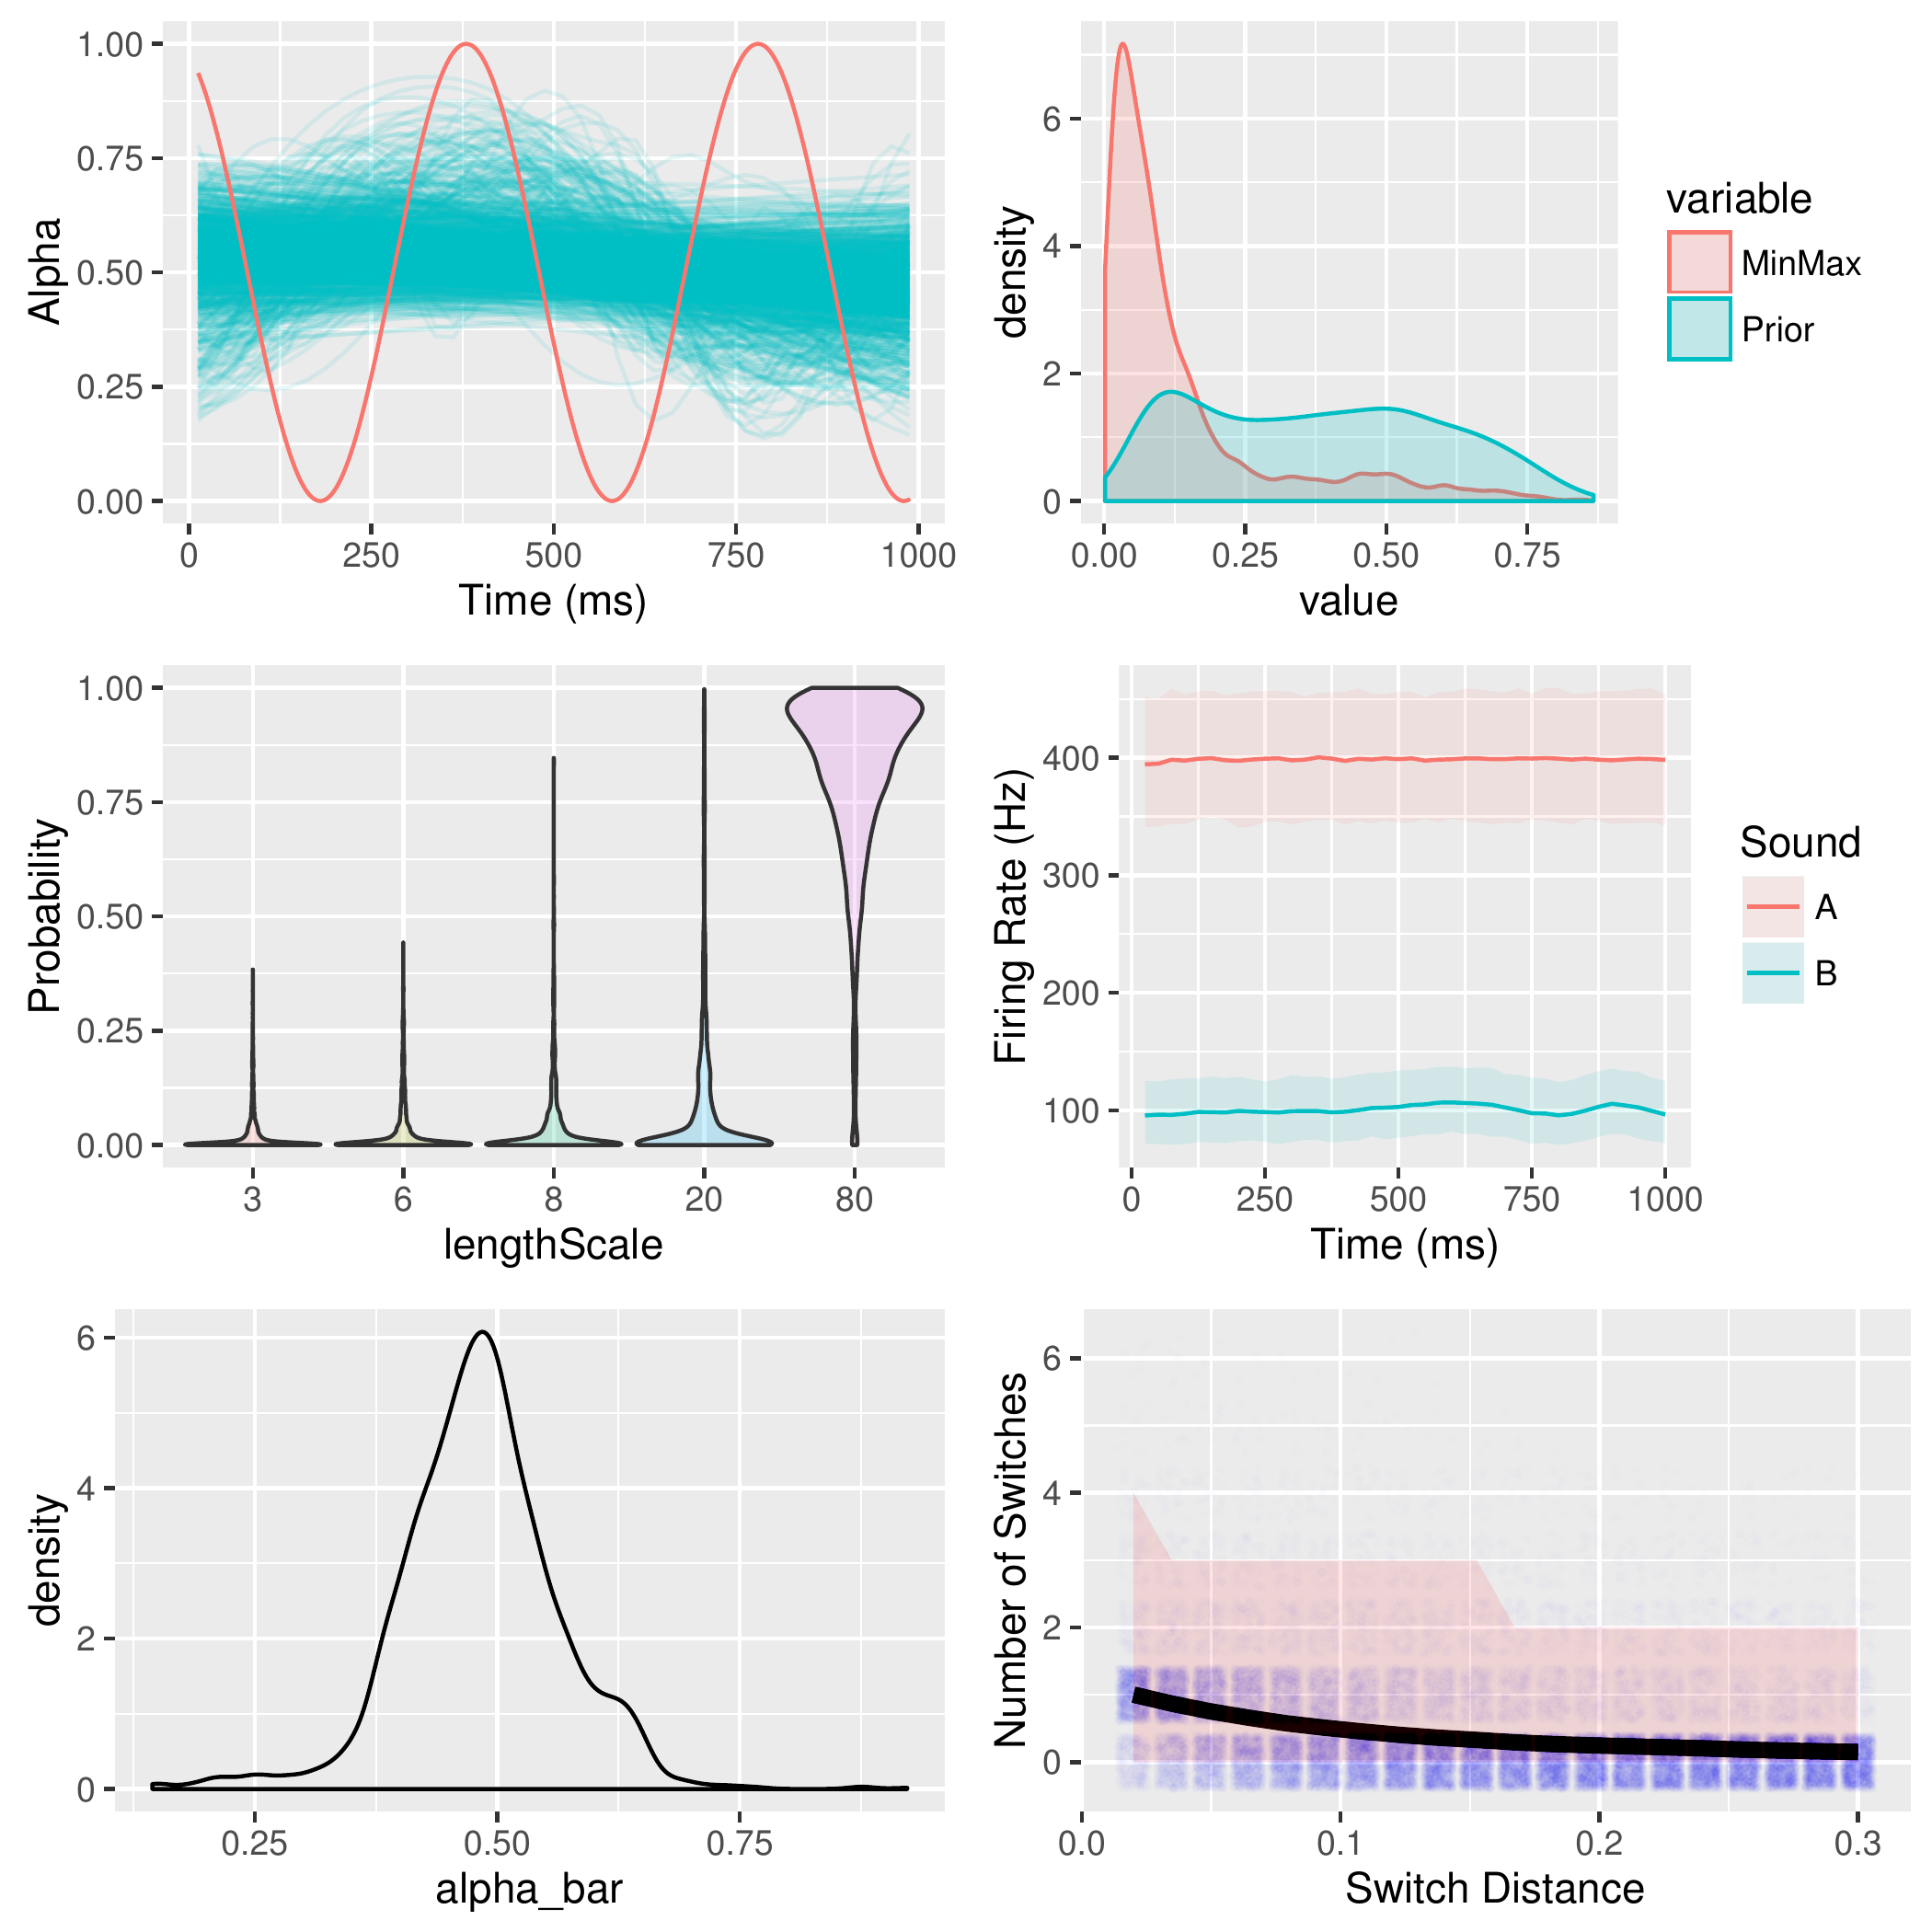 Alpha
1.00
0.75
0.50
0.25
0.00
0 250 500 750 1000
Time (ms)
density
6
4
2
0
0.00 0.25 0.50 0.75
value
variable
MinMax
Prior
Probability
1.00
0.75
0.50
0.25
0.00
3 6 8 20 80
lengthScale
Firing Rate (Hz)
400
300
200
100
0 250 500 750 1000
Time (ms)
Sound
A
B
density
6
4
2
0
0.25 0.50 0.75
alpha_bar
Number of Switches
6
4
2
0
0.0 0.1 0.2 0.3
Switch Distance